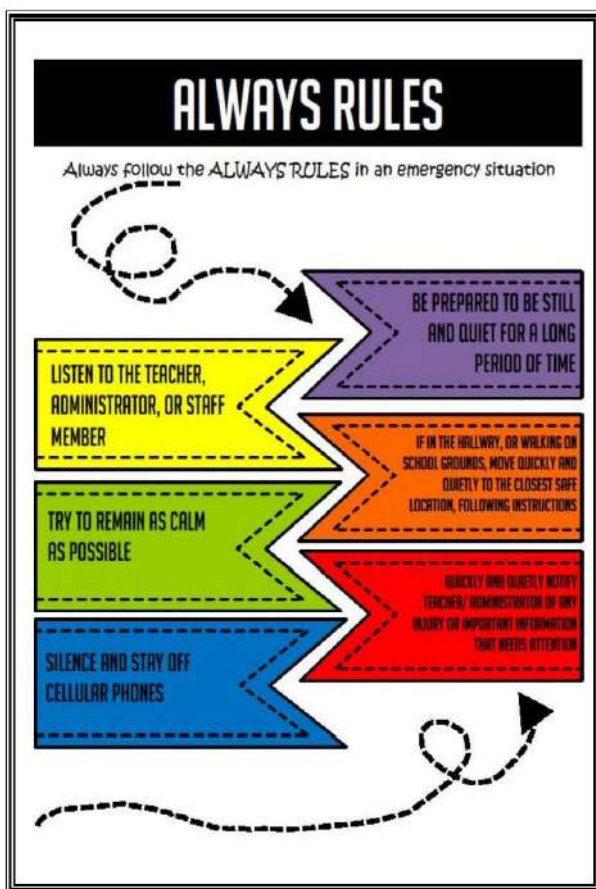 ALWAYS RULES
Always follow the ALWAYS RULES in an emergency situation
BE PREPARED TO BE STILL
AND QUIET FOR A LONG
PERIOD OF TIME
LISTEN TO THE TEACHER,
ADMINISTRATOR, OR STAFF
MEMBER
IF IN THE HALLWAY, OR WALKING ON
SCHOOL GROUNDS, MOVE QUICKLY AND
QUIETLY TO THE CLOSEST SAFE
LOCATION, FOLLOWING INSTRUCTIONS
TRY TO REMAIN AS CALM
AS POSSIBLE
QUICKLY AND QUIETLY NOTIFY
TEACHER/ ADMINISTRATOR OF ANY
INJURY OR IMPORTANT INFORMATION
THAT NEEDS ATTENTION
SILENCE AND STAY OFF
CELLULAR PHONES